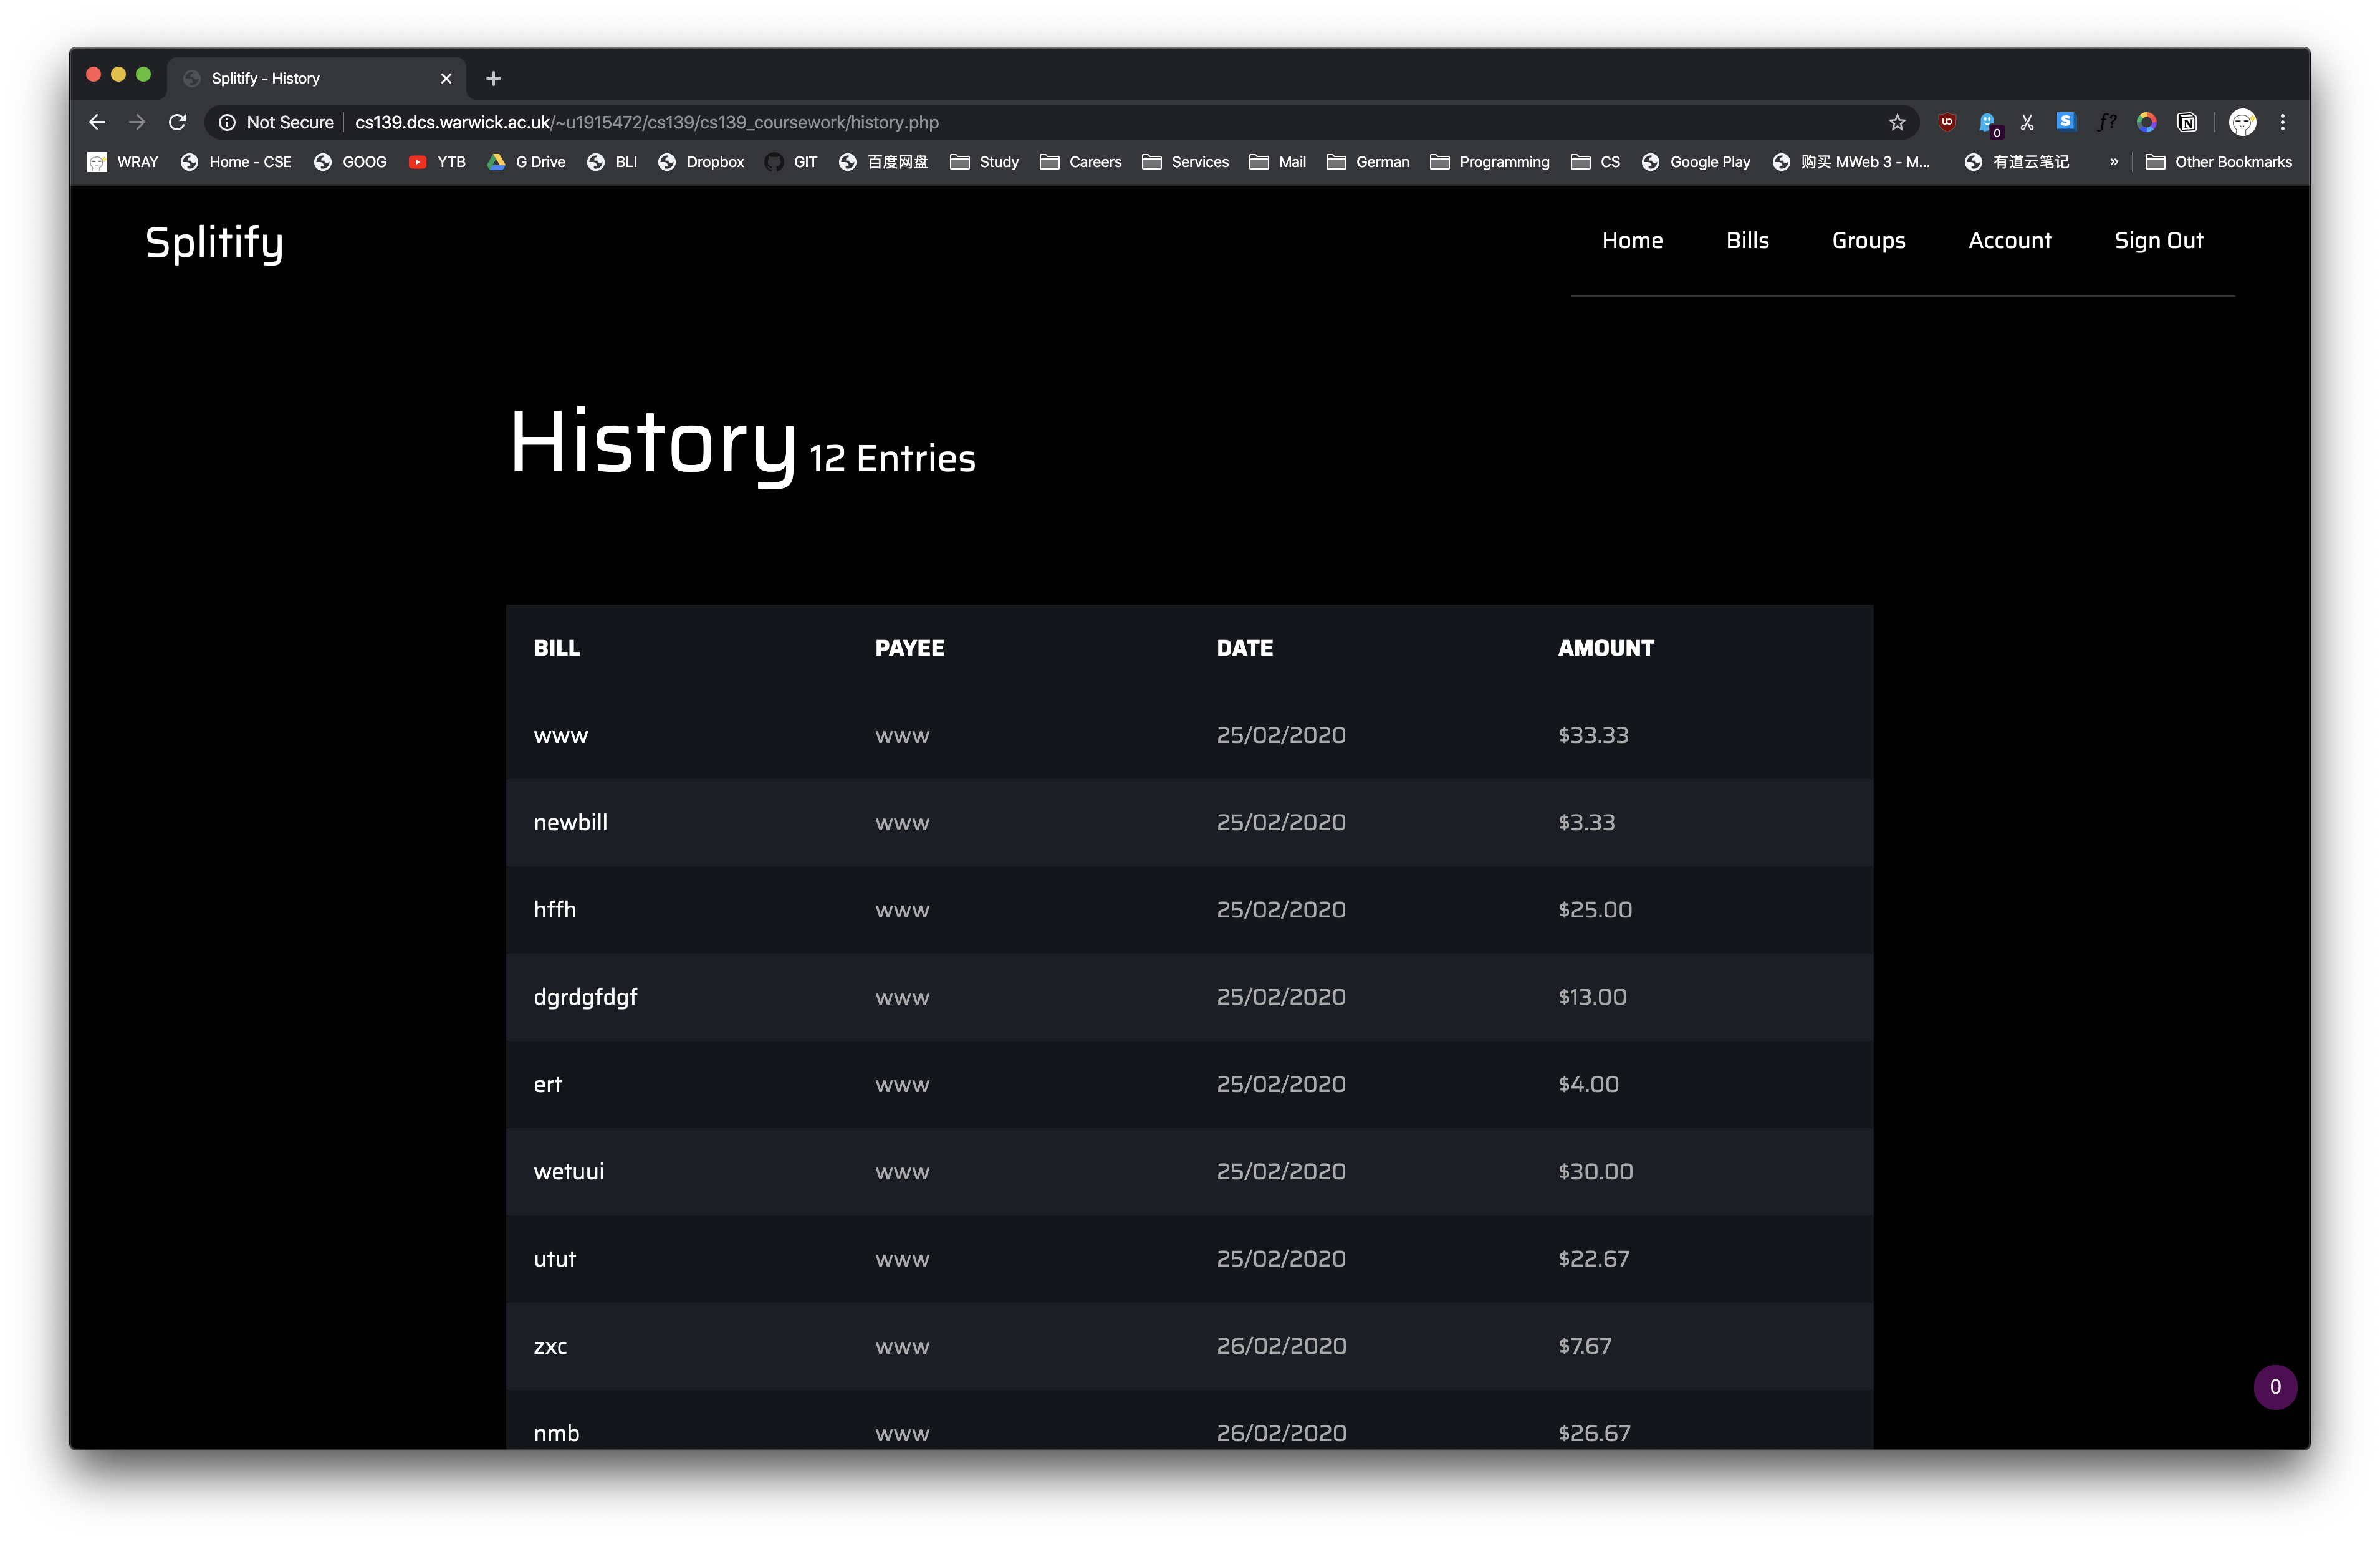 Splitify - History
Not Secure cs139.dcs.warwick.ac.uk/~u1915472/cs139/cs139_coursework/history.php
0
WRAY Home - CSE GOOG YTB G Drive BLI Dropbox GIT 百度网盘 Study Careers Services Mail German Programming CS Google Play 购买 MWeb 3 - M... 有道云笔记 » Other Bookmarks
Splitify Home Bills Groups Account Sign Out
History 12 Entries
BILL PAYEE DATE AMOUNT
www www 25/02/2020 $33.33
newbill www 25/02/2020 $3.33
hffh www 25/02/2020 $25.00
dgrdgfdgf www 25/02/2020 $13.00
ert www 25/02/2020 $4.00
wetuui www 25/02/2020 $30.00
utut www 25/02/2020 $22.67
zxc www 26/02/2020 $7.67
0
nmb www 26/02/2020 $26.67